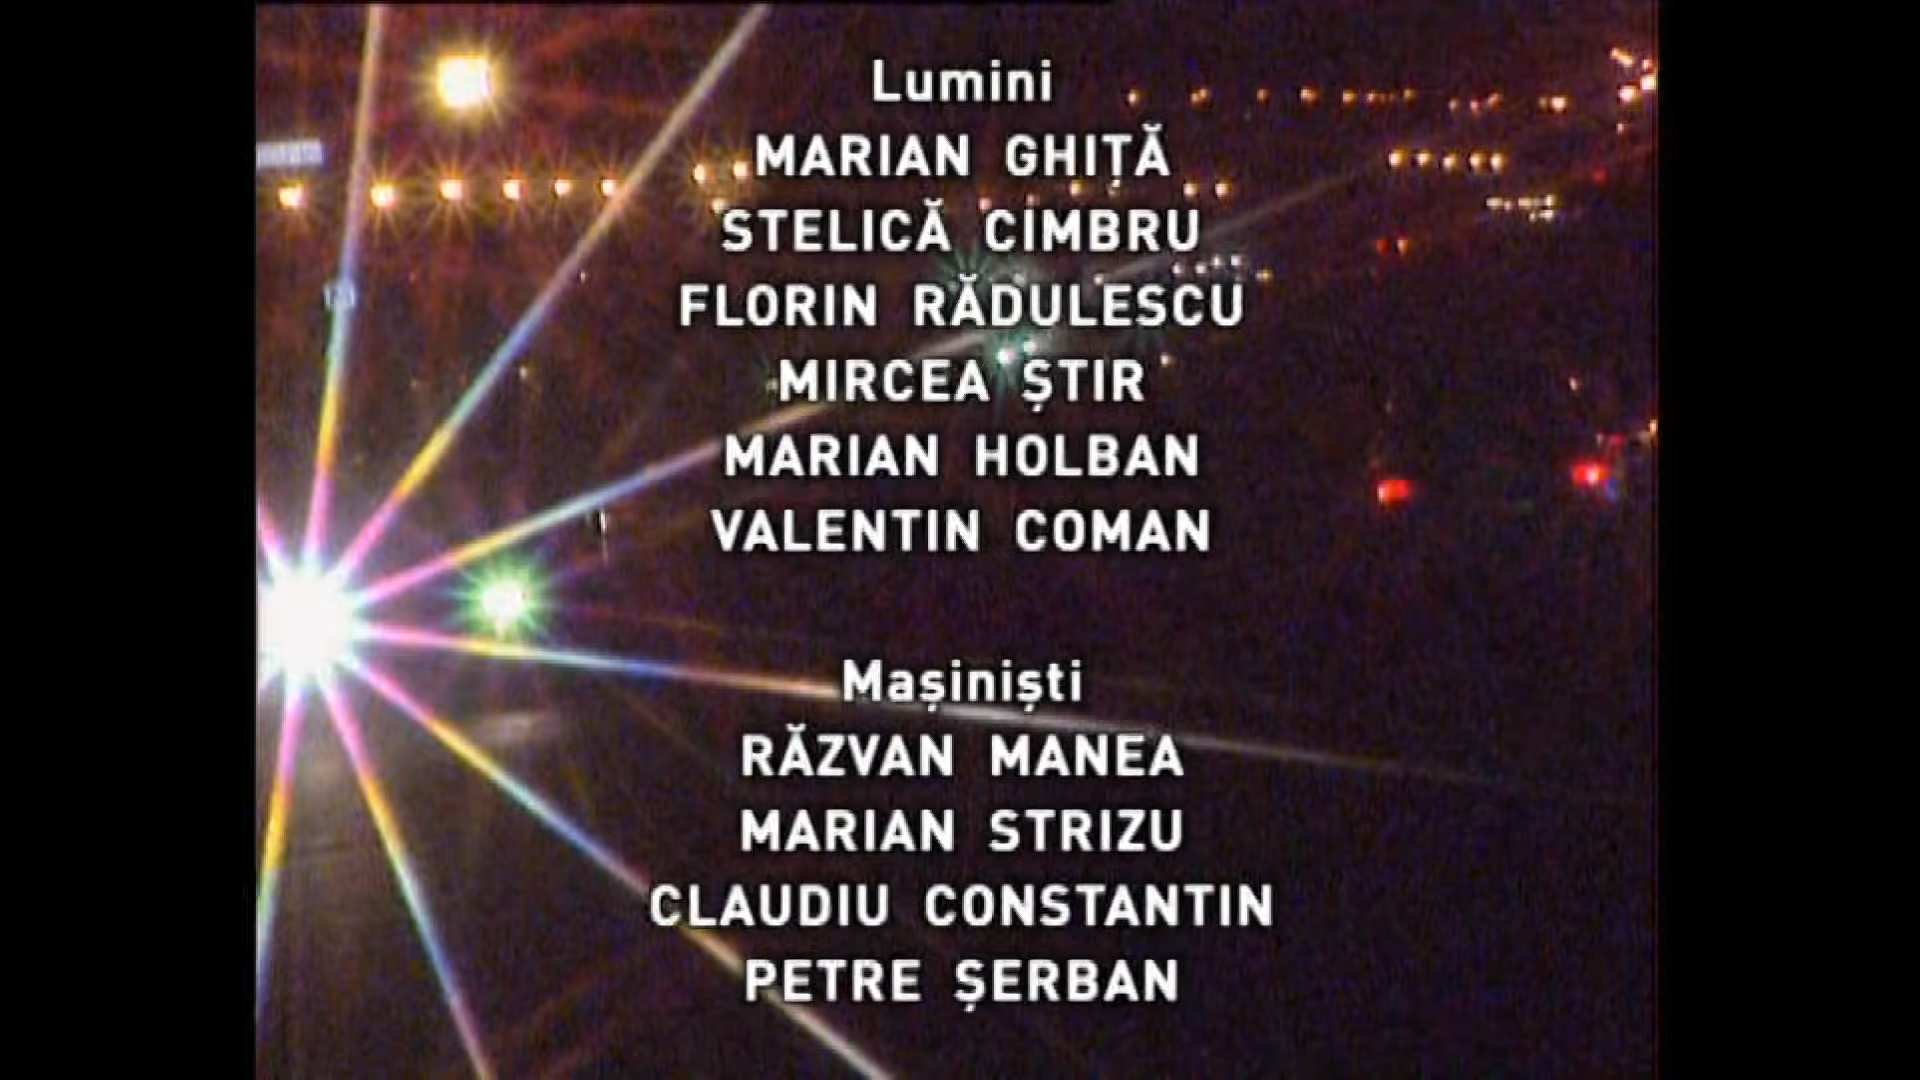 Lumini
MARIAN GHIȚĂ
STELICĂ CIMBRU
FLORIN RĂDULESCU
MIRCEA ȘTIR
MARIAN HOLBAN
VALENTIN COMAN
Mașiniști
RĂZVAN MANEA
MARIAN STRIZU
CLAUDIU CONSTANTIN
PETRE ȘERBAN